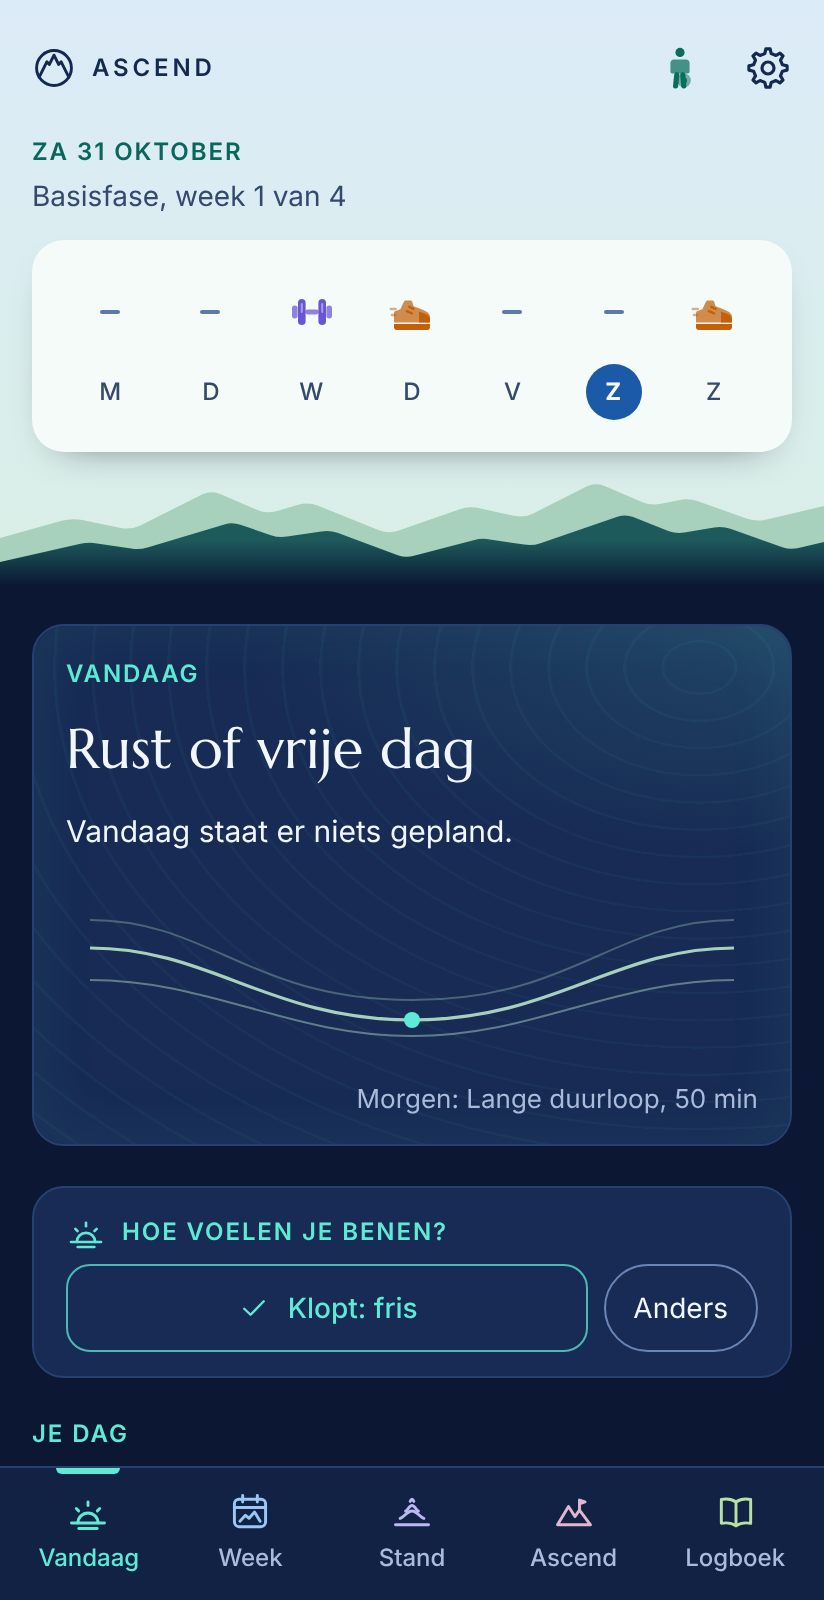 ASCEND
ZA 31 OKTOBER
Basisfase, week 1 van 4
M D W D V Z Z
VANDAAG
Rust of vrije dag
Vandaag staat er niets gepland.
Morgen: Lange duurloop, 50 min
HOE VOELEN JE BENEN?
Klopt: fris Anders
JE DAG
Vandaag Week Stand Ascend Logboek